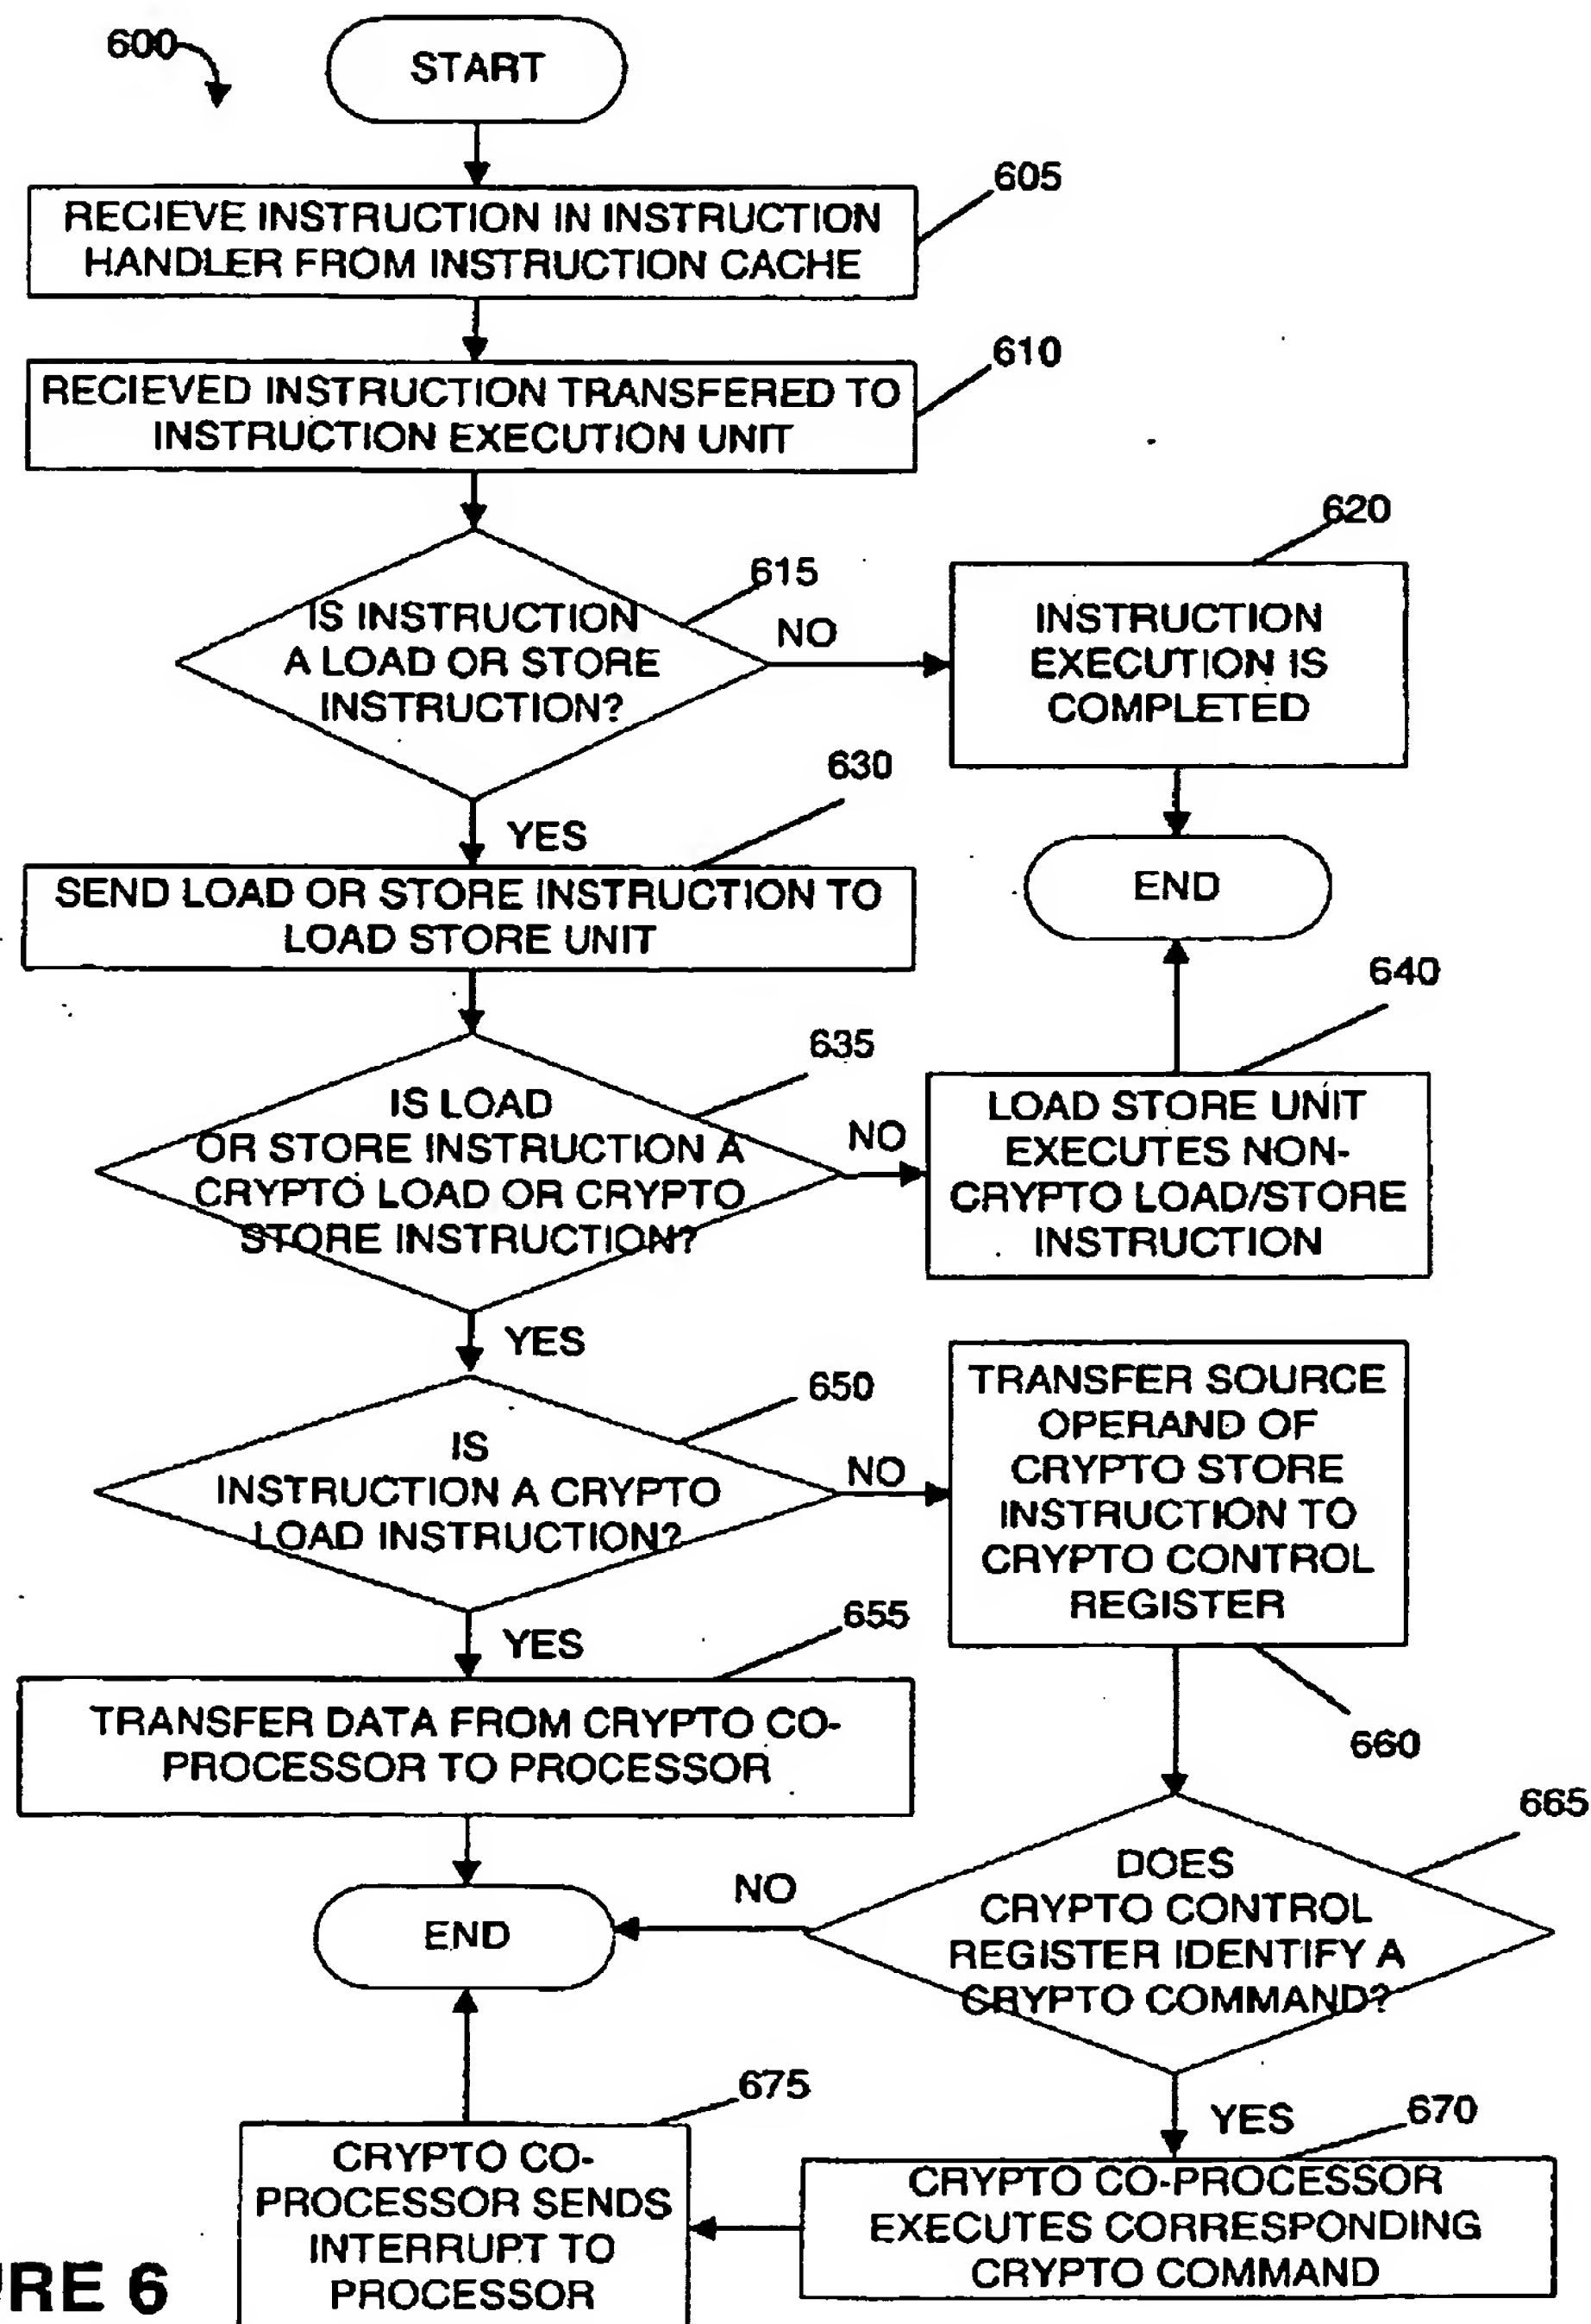 600
START
605
RECIEVE INSTRUCTION IN INSTRUCTION
HANDLER FROM INSTRUCTION CACHE
610
RECIEVED INSTRUCTION TRANSFERED TO
INSTRUCTION EXECUTION UNIT
615
IS INSTRUCTION
A LOAD OR STORE
INSTRUCTION?
NO
620
INSTRUCTION
EXECUTION IS
COMPLETED
YES
630
SEND LOAD OR STORE INSTRUCTION TO
LOAD STORE UNIT
END
635
IS LOAD
OR STORE INSTRUCTION A
CRYPTO LOAD OR CRYPTO
STORE INSTRUCTION?
NO
640
LOAD STORE UNIT
EXECUTES NON-
CRYPTO LOAD/STORE
INSTRUCTION
YES
650
IS
INSTRUCTION A CRYPTO
LOAD INSTRUCTION?
NO
TRANSFER SOURCE
OPERAND OF
CRYPTO STORE
INSTRUCTION TO
CRYPTO CONTROL
REGISTER
660
YES
655
TRANSFER DATA FROM CRYPTO CO-
PROCESSOR TO PROCESSOR
665
DOES
CRYPTO CONTROL
REGISTER IDENTIFY A
CRYPTO COMMAND?
NO
END
YES
670
CRYPTO CO-PROCESSOR
EXECUTES CORRESPONDING
CRYPTO COMMAND
675
CRYPTO CO-
PROCESSOR SENDS
INTERRUPT TO
PROCESSOR
RE 6